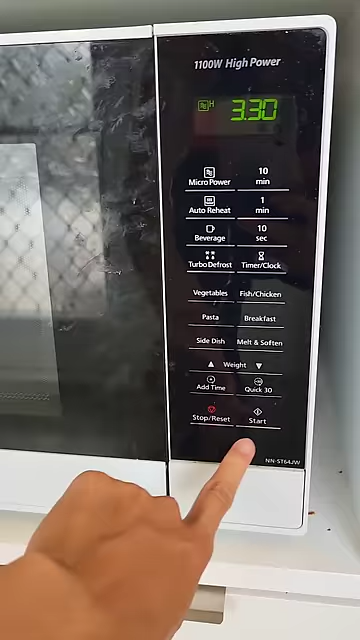 1100W High Power
H 3.30
Micro Power 10 min
Auto Reheat 1 min
Beverage 10 sec
Turbo Defrost Timer/Clock
Vegetables Fish/Chicken
Pasta Breakfast
Side Dish Melt & Soften
▲ Weight ▼
Add Time Quick 30
Stop/Reset Start
NN-ST64JW